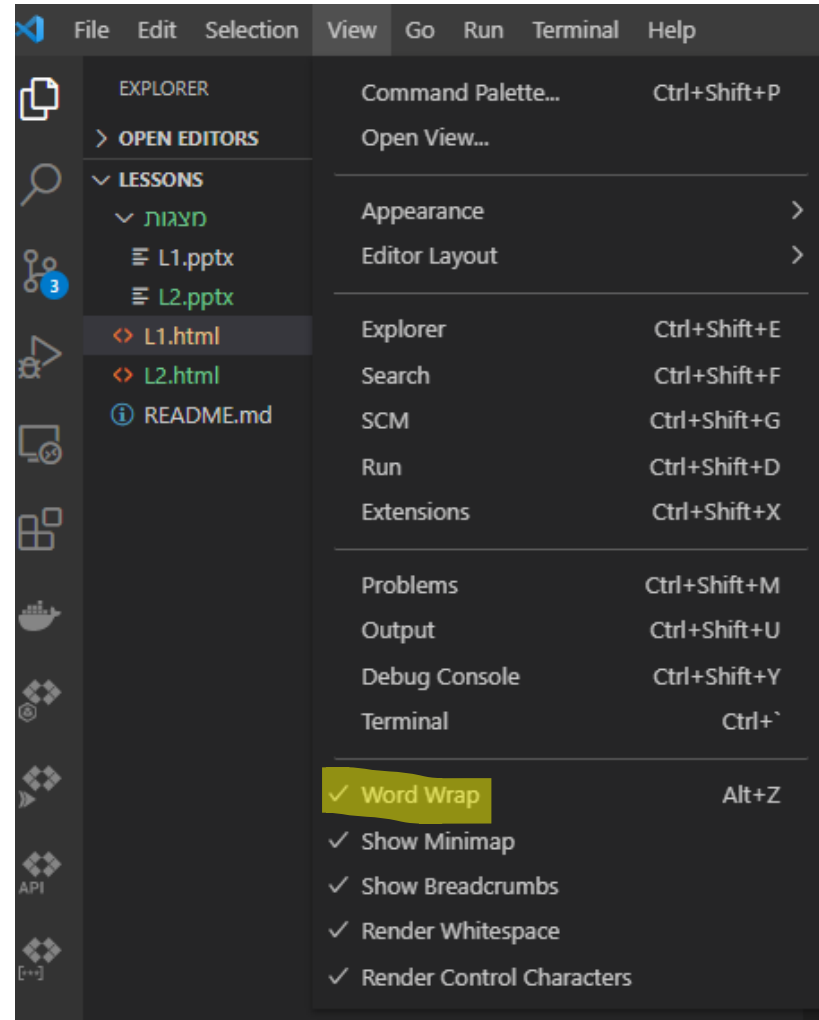 File Edit Selection View Go Run Terminal Help
EXPLORER
OPEN EDITORS
LESSONS
מצגות
L1.pptx
L2.pptx
L1.html
L2.html
README.md
3
API
Command Palette... Ctrl+Shift+P
Open View...
Appearance
Editor Layout
Explorer Ctrl+Shift+E
Search Ctrl+Shift+F
SCM Ctrl+Shift+G
Run Ctrl+Shift+D
Extensions Ctrl+Shift+X
Problems Ctrl+Shift+M
Output Ctrl+Shift+U
Debug Console Ctrl+Shift+Y
Terminal Ctrl+`
Word Wrap Alt+Z
Show Minimap
Show Breadcrumbs
Render Whitespace
Render Control Characters